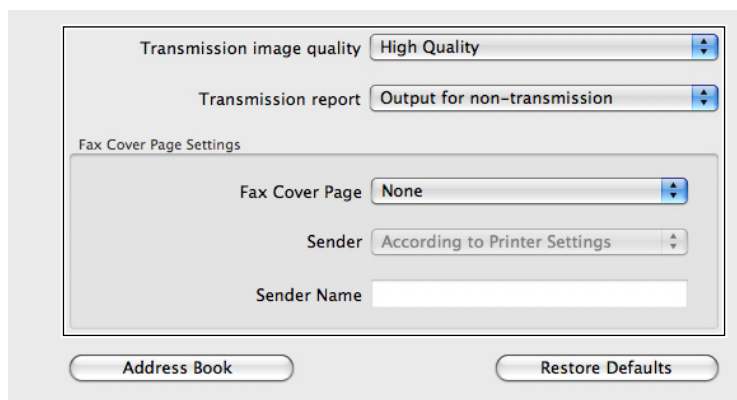 Transmission image quality High Quality
Transmission report Output for non-transmission
Fax Cover Page Settings
Fax Cover Page None
Sender According to Printer Settings
Sender Name
Address Book Restore Defaults